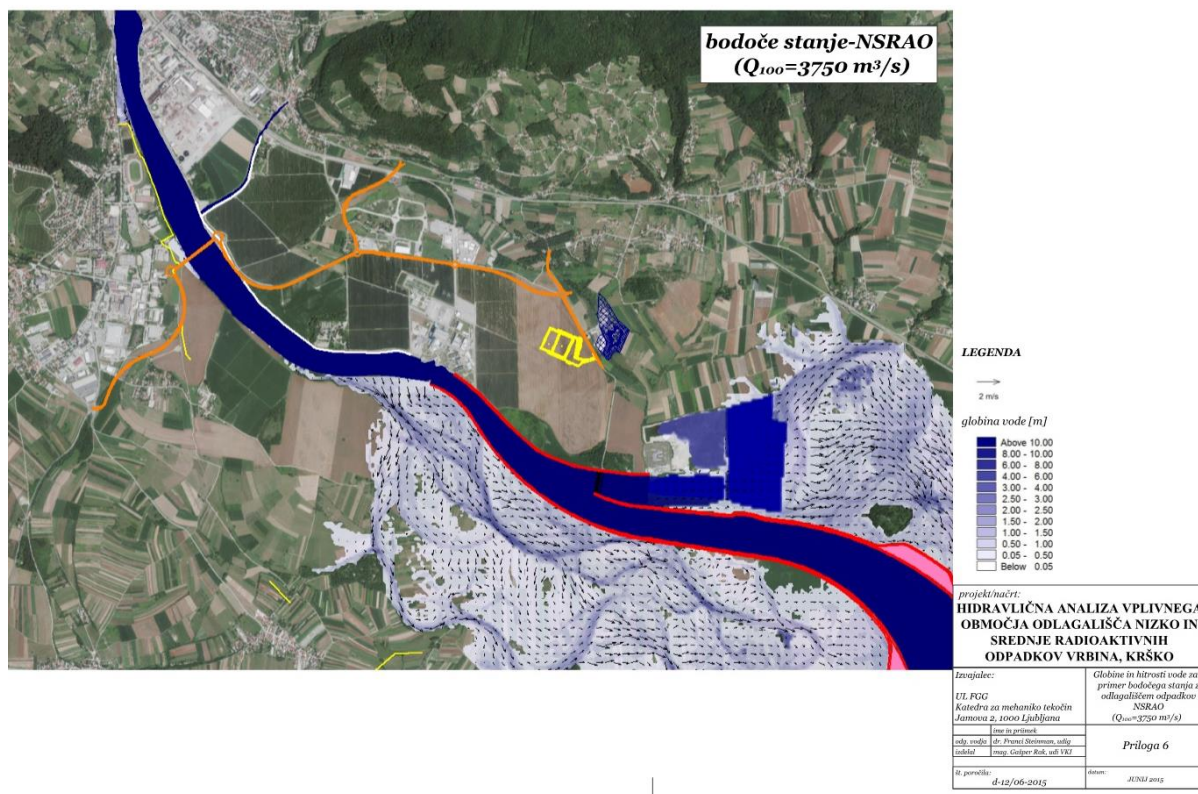 bodoče stanje-NSRAO
(Q₁₀₀=3750 m³/s)
LEGENDA
2 m/s
globina vode [m]
Above 10.00
8.00 - 10.00
6.00 - 8.00
4.00 - 6.00
3.00 - 4.00
2.50 - 3.00
2.00 - 2.50
1.50 - 2.00
1.00 - 1.50
0.50 - 1.00
0.05 - 0.50
Below 0.05
projekt/načrt:
HIDRAVLIČNA ANALIZA VPLIVNEGA
OBMOČJA ODLAGALIŠČA NIZKO IN
SREDNJE RADIOAKTIVNIH
ODPADKOV VRBINA, KRŠKO
Izvajalec:
UL FGG
Katedra za mehaniko tekočin
Jamova 2, 1000 Ljubljana
Globine in hitrosti vode za
primer bodočega stanja z
odlagališčem odpadkov
NSRAO
(Q₁₀₀=3750 m³/s)
ime in priimek
odg. vodja dr. Franci Steinman, udig
izdelal mag. Gašper Rak, udi VKI
Priloga 6
št. poročila:
d-12/06-2015
datum:
JUNIJ 2015